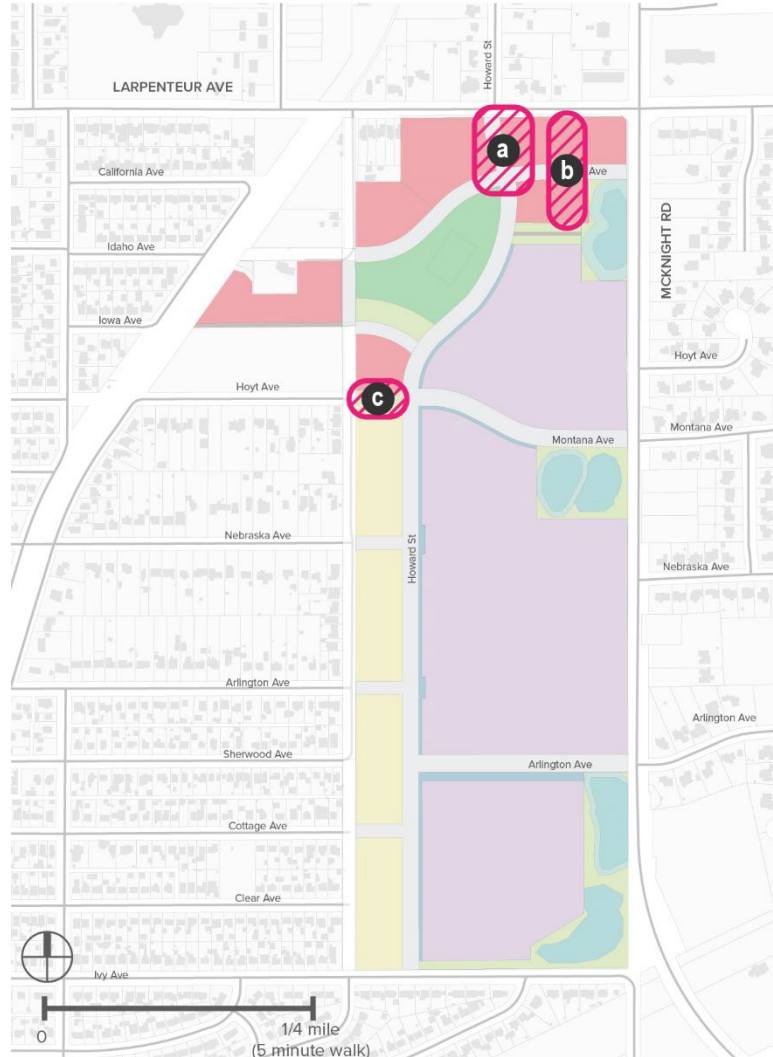 Howard St
LARPENTEUR AVE
a
b
California Ave
Ave
Idaho Ave
MCKNIGHT RD
Iowa Ave
Hoyt Ave
Hoyt Ave
c
Montana Ave
Montana Ave
Nebraska Ave
Howard St
Nebraska Ave
Arlington Ave
Arlington Ave
Sherwood Ave
Arlington Ave
Cottage Ave
Clear Ave
Ivy Ave
0
1/4 mile
(5 minute walk)